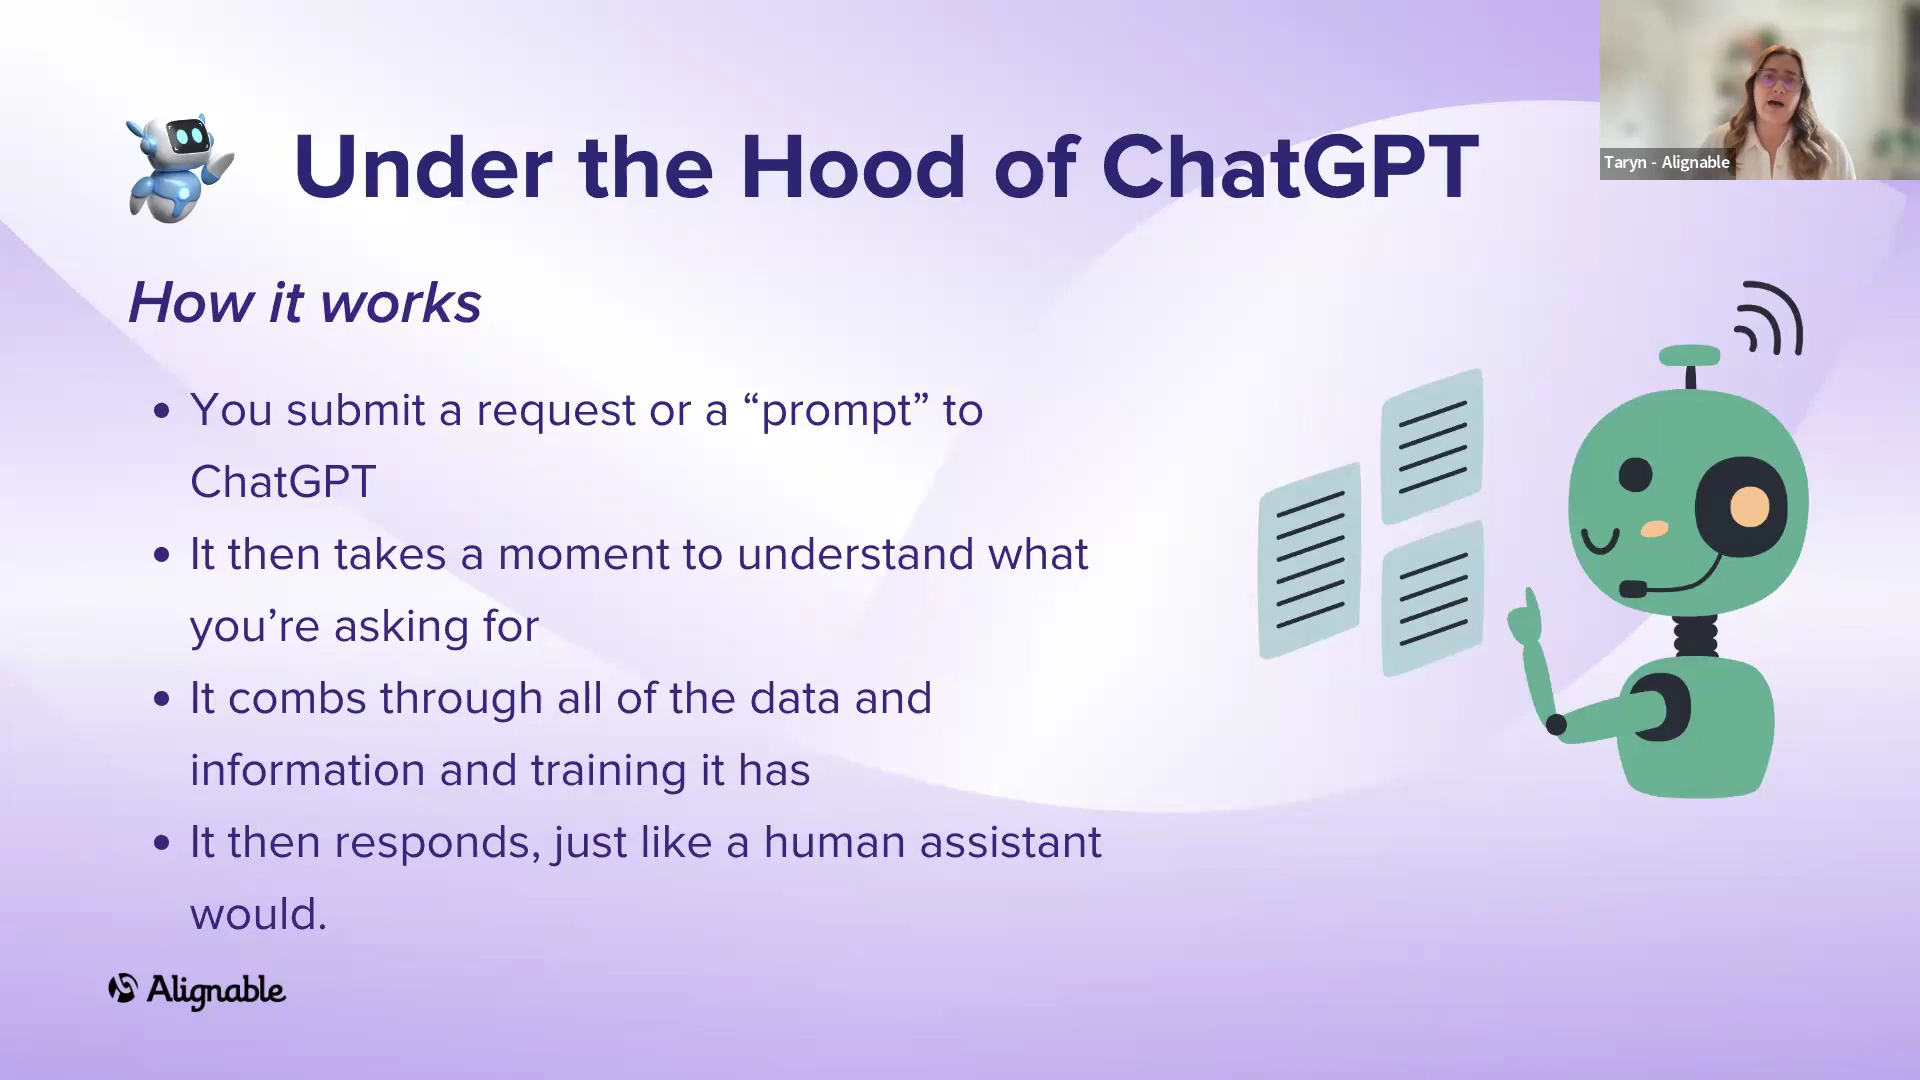 Under the Hood of ChatGPT
Taryn - Alignable
How it works
• You submit a request or a “prompt” to
ChatGPT
• It then takes a moment to understand what
you’re asking for
• It combs through all of the data and
information and training it has
• It then responds, just like a human assistant
would.
Alignable